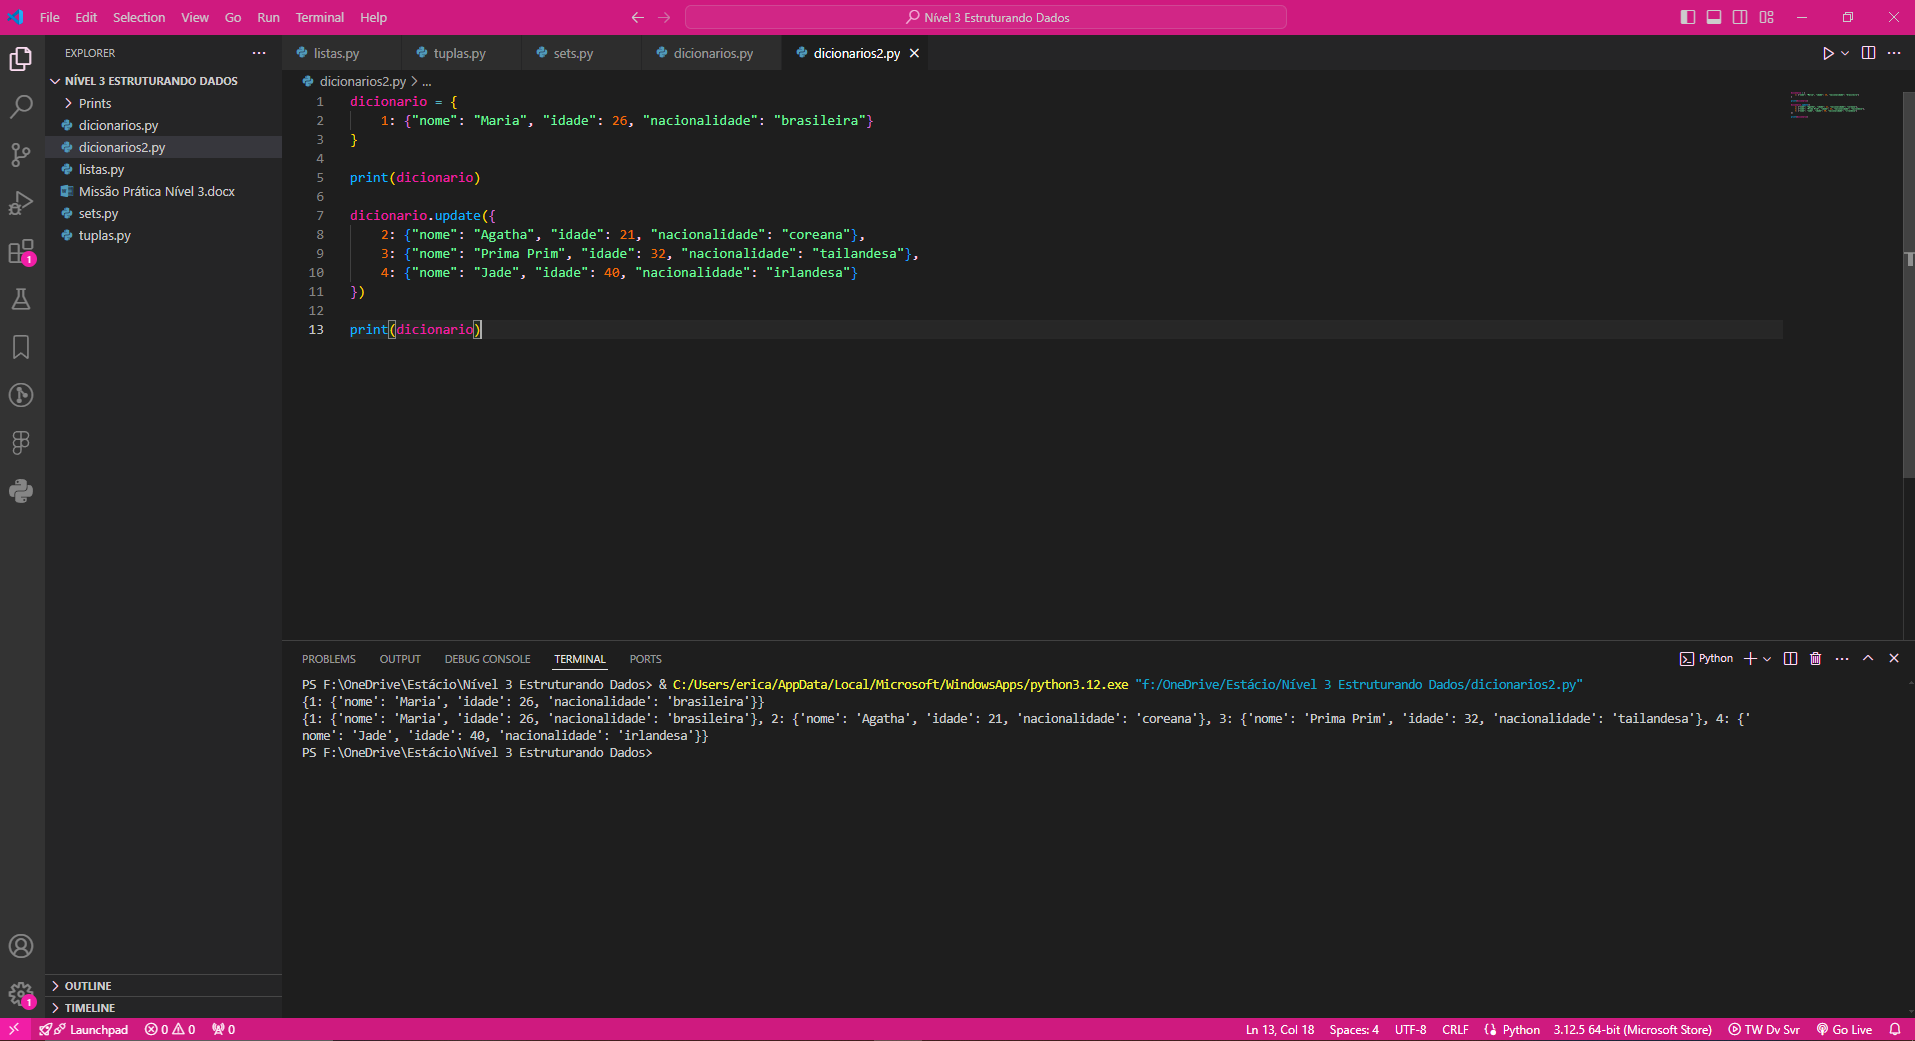 File Edit Selection View Go Run Terminal Help
Nível 3 Estruturando Dados
EXPLORER
NÍVEL 3 ESTRUTURANDO DADOS
Prints
dicionarios.py
dicionarios2.py
listas.py
Missão Prática Nível 3.docx
sets.py
tuplas.py
1
OUTLINE
TIMELINE
1
listas.py tuplas.py sets.py dicionarios.py dicionarios2.py
dicionarios2.py > ...
1 dicionario = {
2     1: {"nome": "Maria", "idade": 26, "nacionalidade": "brasileira"}
3 }
4
5 print(dicionario)
6
7 dicionario.update({
8     2: {"nome": "Agatha", "idade": 21, "nacionalidade": "coreana"},
9     3: {"nome": "Prima Prim", "idade": 32, "nacionalidade": "tailandesa"},
10     4: {"nome": "Jade", "idade": 40, "nacionalidade": "irlandesa"}
11 })
12
13 print(dicionario)
PROBLEMS OUTPUT DEBUG CONSOLE TERMINAL PORTS
Python
PS F:\OneDrive\Estácio\Nível 3 Estruturando Dados> & C:/Users/erica/AppData/Local/Microsoft/WindowsApps/python3.12.exe "f:/OneDrive/Estácio/Nível 3 Estruturando Dados/dicionarios2.py"
{1: {'nome': 'Maria', 'idade': 26, 'nacionalidade': 'brasileira'}}
{1: {'nome': 'Maria', 'idade': 26, 'nacionalidade': 'brasileira'}, 2: {'nome': 'Agatha', 'idade': 21, 'nacionalidade': 'coreana'}, 3: {'nome': 'Prima Prim', 'idade': 32, 'nacionalidade': 'tailandesa'}, 4: {'
nome': 'Jade', 'idade': 40, 'nacionalidade': 'irlandesa'}}
PS F:\OneDrive\Estácio\Nível 3 Estruturando Dados>
Launchpad 0 0 0 Ln 13, Col 18 Spaces: 4 UTF-8 CRLF Python 3.12.5 64-bit (Microsoft Store) TW Dv Svr Go Live